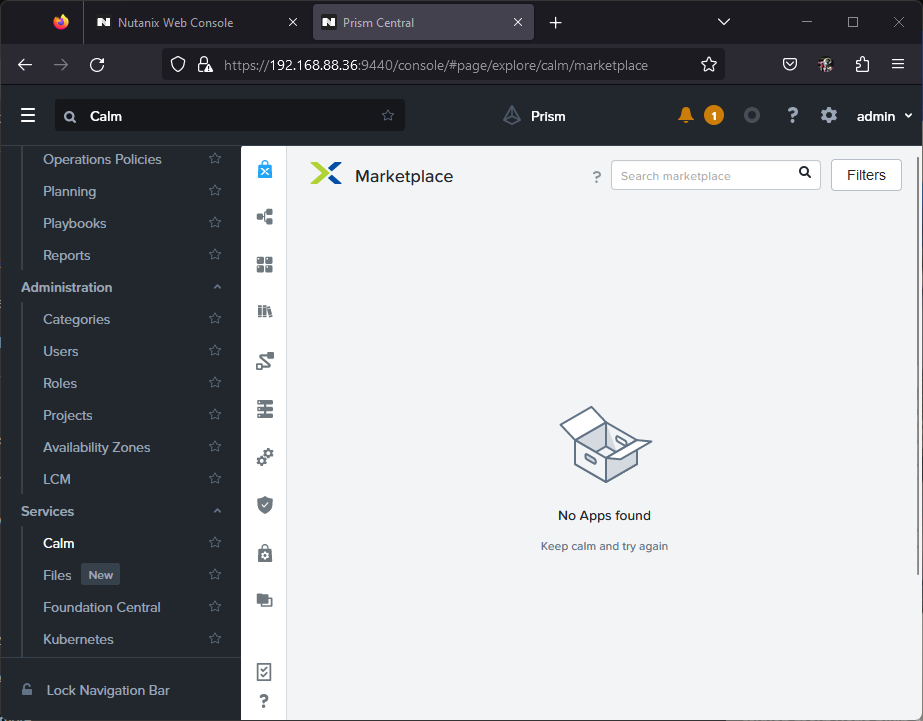 Nutanix Web Console
Prism Central
https://192.168.88.36:9440/console/#page/explore/calm/marketplace
Calm
Prism
1
?
admin
Operations Policies
Planning
Playbooks
Reports
Administration
Categories
Users
Roles
Projects
Availability Zones
LCM
Services
Calm
Files New
Foundation Central
Kubernetes
Lock Navigation Bar
?
Marketplace
?
Search marketplace
Filters
No Apps found
Keep calm and try again